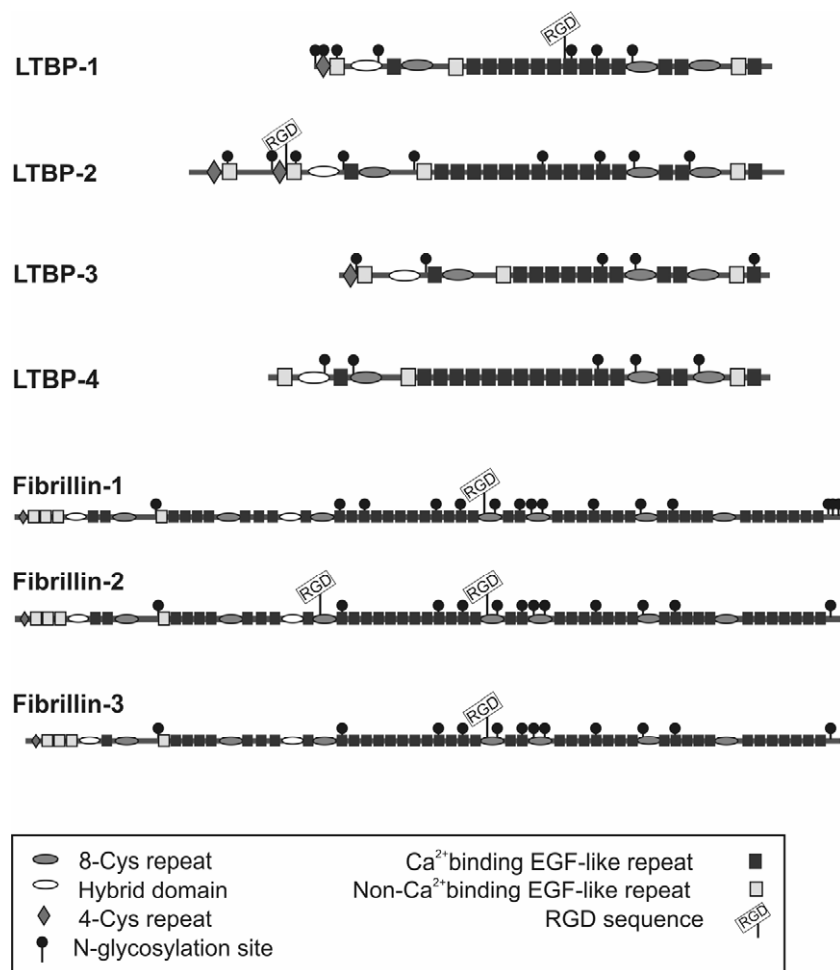 RGD
LTBP-1
RGD
LTBP-2
LTBP-3
LTBP-4
Fibrillin-1
RGD
Fibrillin-2
RGD
RGD
Fibrillin-3
RGD
8-Cys repeat
Hybrid domain
4-Cys repeat
N-glycosylation site
Ca²⁺binding EGF-like repeat
Non-Ca²⁺binding EGF-like repeat
RGD sequence
RGD